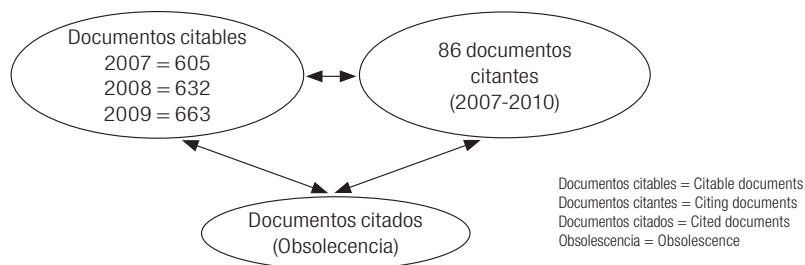 Documentos citables
2007 = 605
2008 = 632
2009 = 663
86 documentos
citantes
(2007-2010)
Documentos citados
(Obsolecencia)
Documentos citables = Citable documents
Documentos citantes = Citing documents
Documentos citados = Cited documents
Obsolescencia = Obsolescence